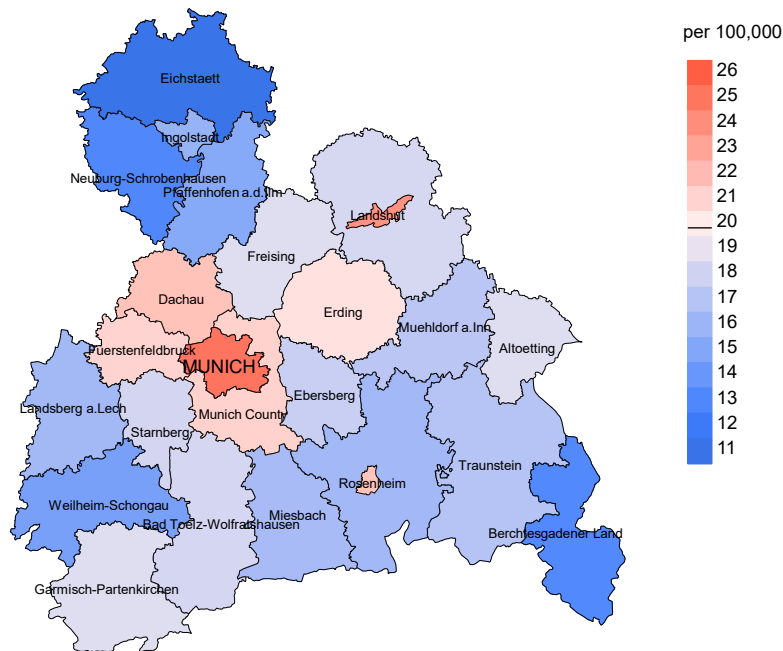 per 100,000
26
25
24
23
22
21
20
19
18
17
16
15
14
13
12
11
Eichstaett
Ingolstadt
Neuburg-Schrobenhausen
Pfaffenhofen a.d.Ilm
Landshut
Freising
Dachau
Erding
Muehldorf a.Inn
Altoetting
Fuerstenfeldbruck
MUNICH
Ebersberg
Landsberg a.Lech
Munich County
Starnberg
Traunstein
Rosenheim
Weilheim-Schongau
Miesbach
Bad Toelz-Wolfratshausen
Berchtesgadener Land
Garmisch-Partenkirchen